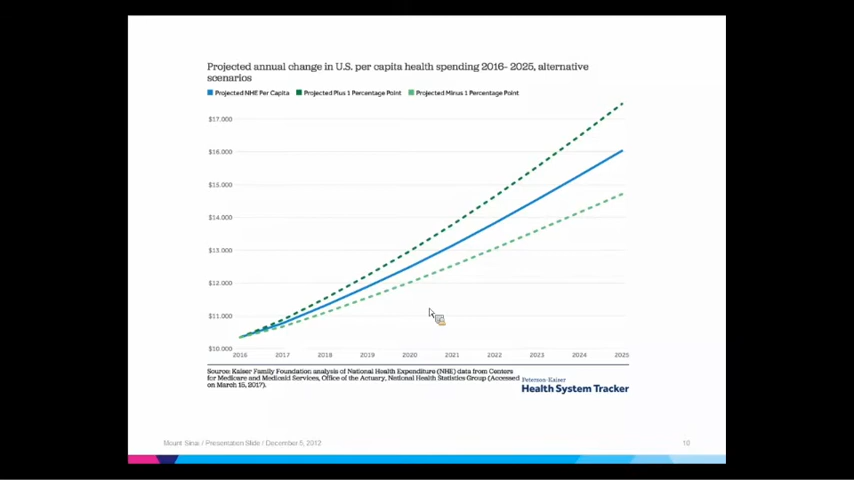 Projected annual change in U.S. per capita health spending 2016- 2025, alternative
scenarios
Projected NHE Per Capita Projected Plus 1 Percentage Point Projected Minus 1 Percentage Point
$17,000
$16,000
$15,000
$14,000
$13,000
$12,000
$11,000
$10,000
2016 2017 2018 2019 2020 2021 2022 2023 2024 2025
Source: Kaiser Family Foundation analysis of National Health Expenditure (NHE) data from Centers
for Medicare and Medicaid Services, Office of the Actuary, National Health Statistics Group (Accessed
on March 15, 2017).
Peterson-Kaiser
Health System Tracker
Mount Sinai / Presentation Slide / December 5, 2012 10